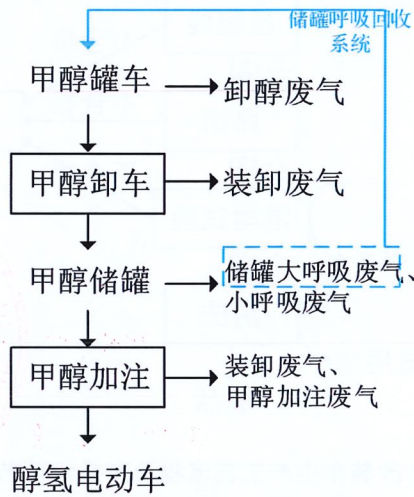 储罐呼吸回收
系统
甲醇罐车
卸醇废气
甲醇卸车
装卸废气
甲醇储罐
储罐大呼吸废气、
小呼吸废气
甲醇加注
装卸废气、
甲醇加注废气
醇氢电动车